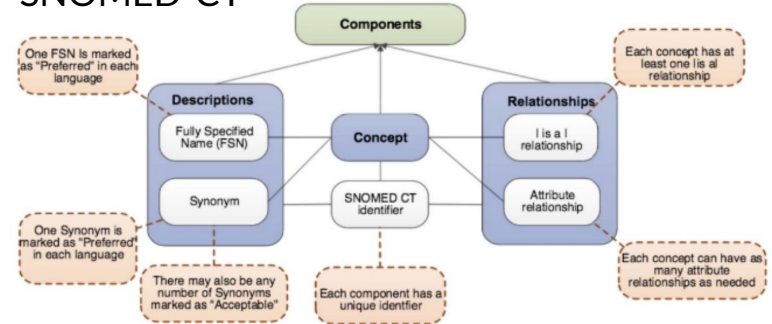 SNOMED CT
Components
One FSN Is marked
as "Preferred" in each
language
Each concept has at
least one I is a I
relationship
Descriptions
Relationships
Fully Specified
Name (FSN)
Concept
I is a I
relationship
Synonym
SNOMED CT
identifier
Attribute
relationship
One Synonym is
marked as "Preferred"
in each language
There may also be any
number of Synonyms
marked as "Acceptable"
Each component has a
unique identfier
Each concept can have as
many attribute
relationships as needed